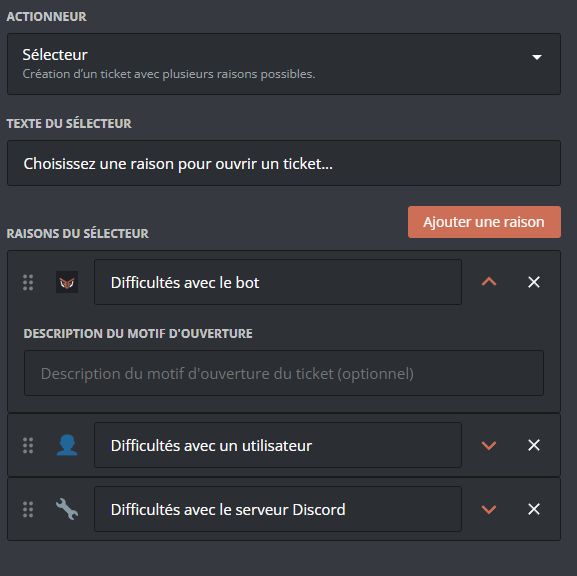 ACTIONNEUR
Sélecteur
Création d'un ticket avec plusieurs raisons possibles.
TEXTE DU SÉLECTEUR
Choisissez une raison pour ouvrir un ticket...
Ajouter une raison
RAISONS DU SÉLECTEUR
Difficultés avec le bot
DESCRIPTION DU MOTIF D'OUVERTURE
Description du motif d'ouverture du ticket (optionnel)
Difficultés avec un utilisateur
Difficultés avec le serveur Discord